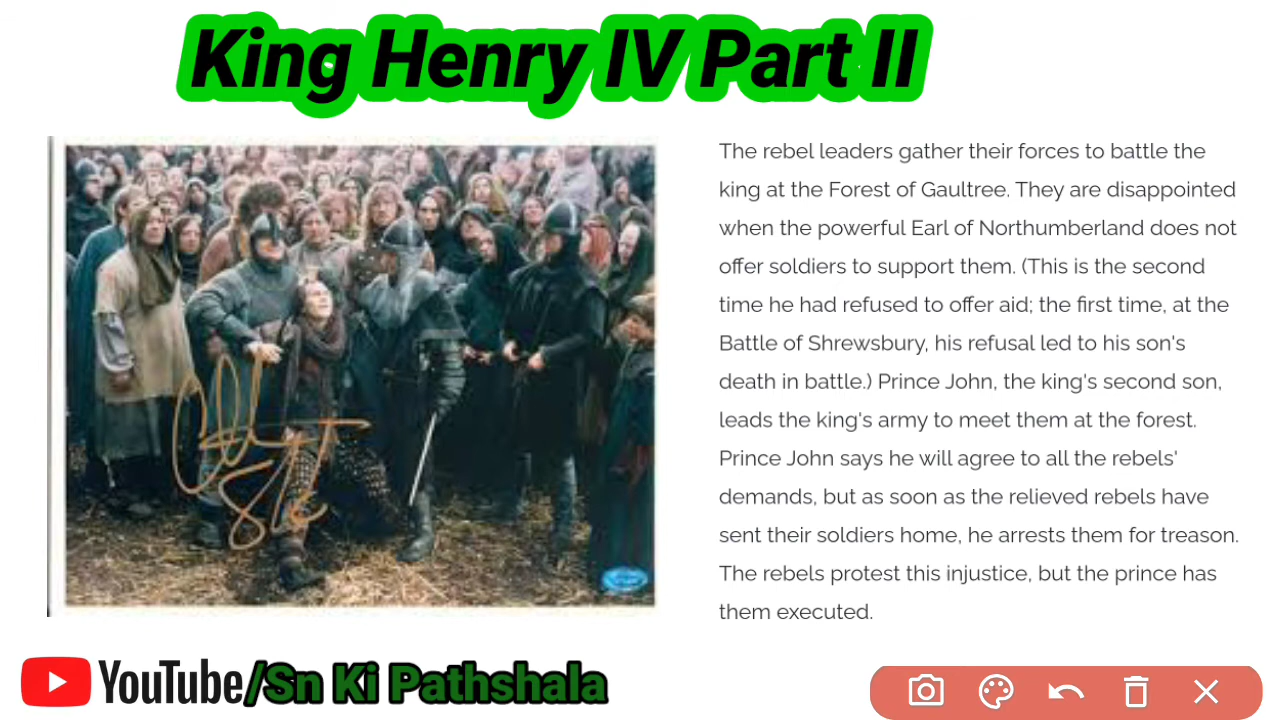 King Henry IV Part II
The rebel leaders gather their forces to battle the
king at the Forest of Gaultree. They are disappointed
when the powerful Earl of Northumberland does not
offer soldiers to support them. (This is the second
time he had refused to offer aid; the first time, at the
Battle of Shrewsbury, his refusal led to his son's
death in battle.) Prince John, the king's second son,
leads the king's army to meet them at the forest.
Prince John says he will agree to all the rebels'
demands, but as soon as the relieved rebels have
sent their soldiers home, he arrests them for treason.
The rebels protest this injustice, but the prince has
them executed.
YouTube/Sn Ki Pathshala